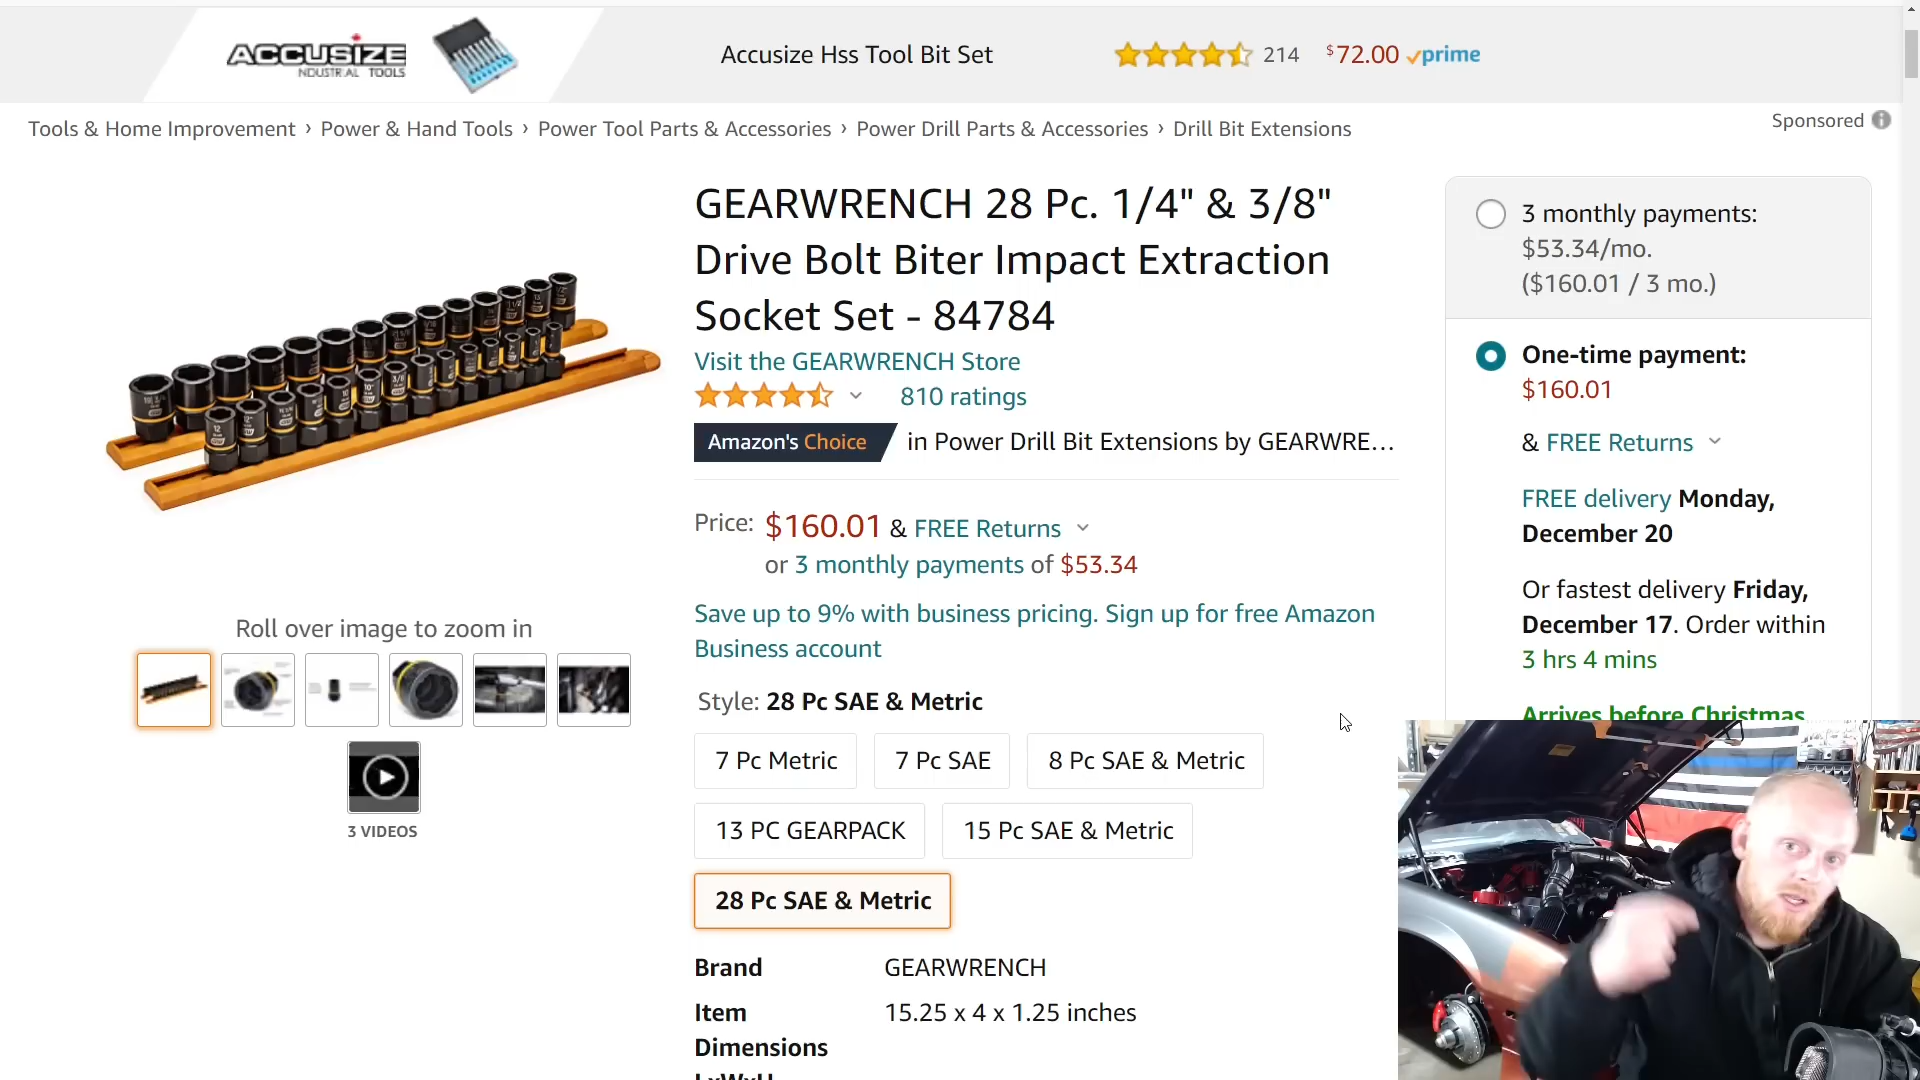 ACCUSIZE
INDUSTRIAL TOOLS
Accusize Hss Tool Bit Set
214
$72.00 prime
Tools & Home Improvement › Power & Hand Tools › Power Tool Parts & Accessories › Power Drill Parts & Accessories › Drill Bit Extensions
Sponsored
GEARWRENCH 28 Pc. 1/4" & 3/8"
Drive Bolt Biter Impact Extraction
Socket Set - 84784
Visit the GEARWRENCH Store
810 ratings
Amazon's Choice in Power Drill Bit Extensions by GEARWRE…
Price: $160.01 & FREE Returns
or 3 monthly payments of $53.34
Save up to 9% with business pricing. Sign up for free Amazon
Business account
Style: 28 Pc SAE & Metric
7 Pc Metric
7 Pc SAE
8 Pc SAE & Metric
13 PC GEARPACK
15 Pc SAE & Metric
28 Pc SAE & Metric
Brand GEARWRENCH
Item 15.25 x 4 x 1.25 inches
Dimensions
LxWxH
Roll over image to zoom in
3 VIDEOS
3 monthly payments:
$53.34/mo.
($160.01 / 3 mo.)
One-time payment:
$160.01
& FREE Returns
FREE delivery Monday,
December 20
Or fastest delivery Friday,
December 17. Order within
3 hrs 4 mins
Arrives before Christmas